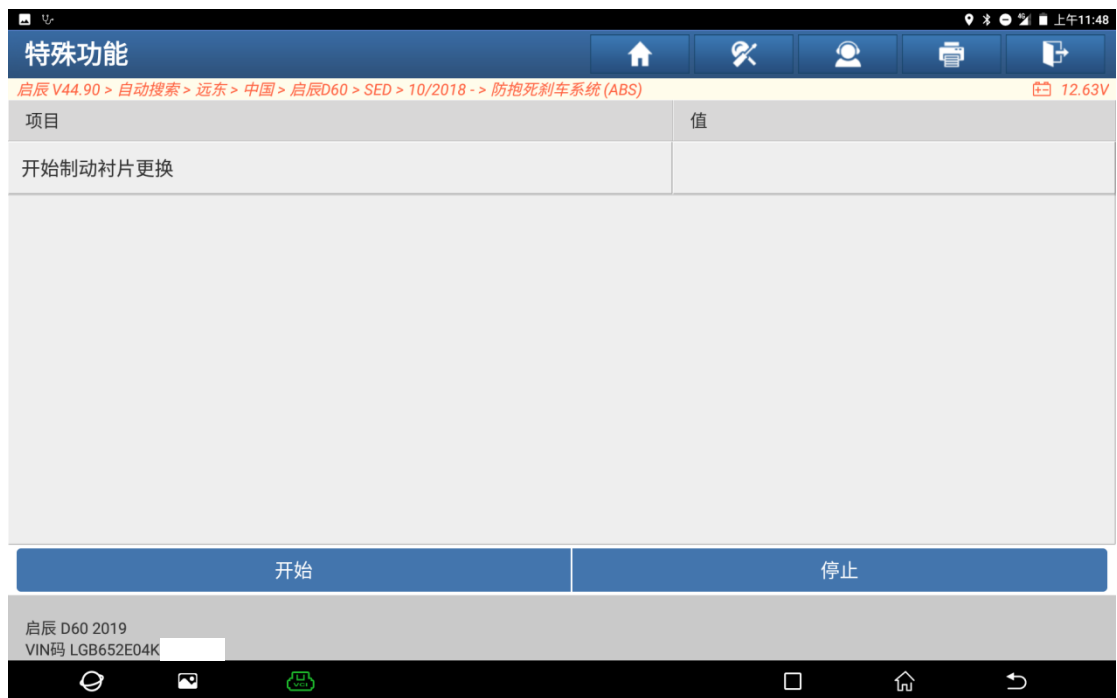 上午11:48
特殊功能
启辰 V44.90 > 自动搜索 > 远东 > 中国 > 启辰D60 > SED > 10/2018 - > 防抱死刹车系统 (ABS)
12.63V
项目
值
开始制动衬片更换
开始
停止
启辰 D60 2019
VIN码 LGB652E04K
VCI